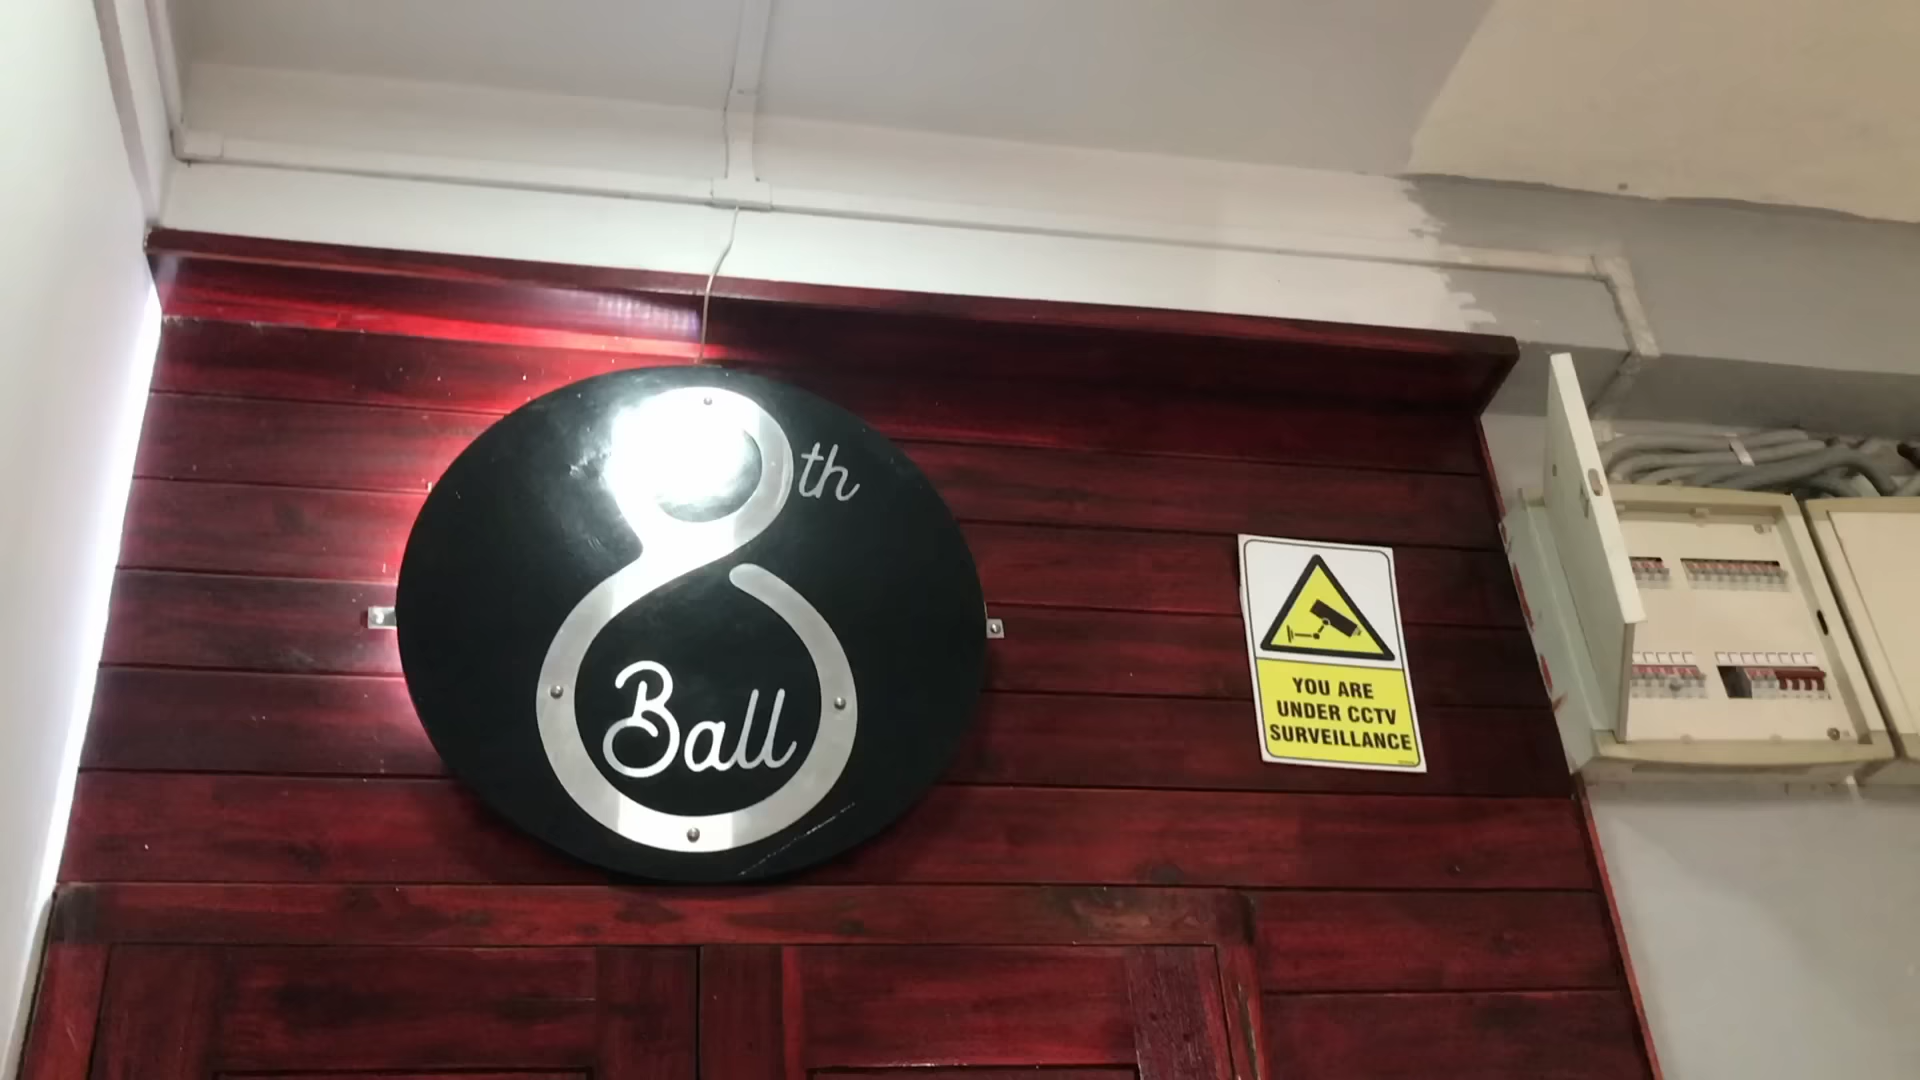 8th
Ball
YOU ARE
UNDER CCTV
SURVEILLANCE